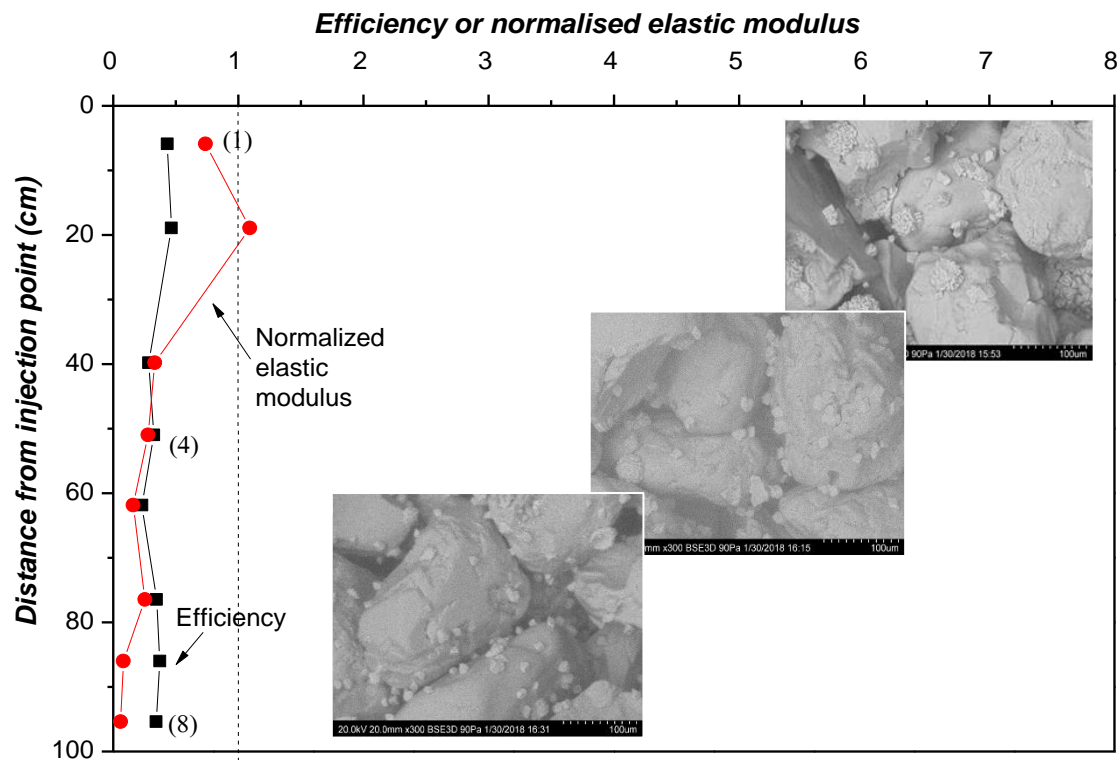 Efficiency or normalised elastic modulus
0 1 2 3 4 5 6 7 8
Distance from injection point (cm)
0
20
40
60
80
100
(1)
Normalized
elastic
modulus
(4)
Efficiency
(8)
90Pa 1/30/2018 15:53 100um
mm x300 BSE3D 90Pa 1/30/2018 16:15 100um
20.0kV 20.0mm x300 BSE3D 90Pa 1/30/2018 16:31 100um